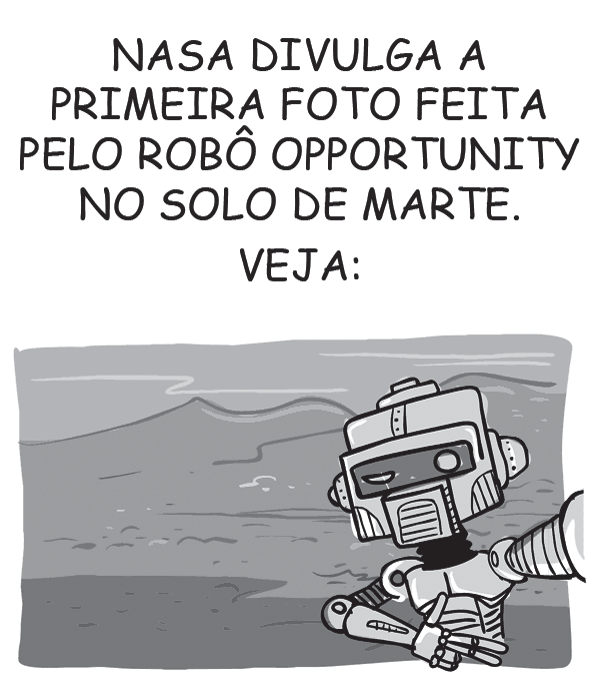 NASA DIVULGA A
PRIMEIRA FOTO FEITA
PELO ROBÔ OPPORTUNITY
NO SOLO DE MARTE.
VEJA: